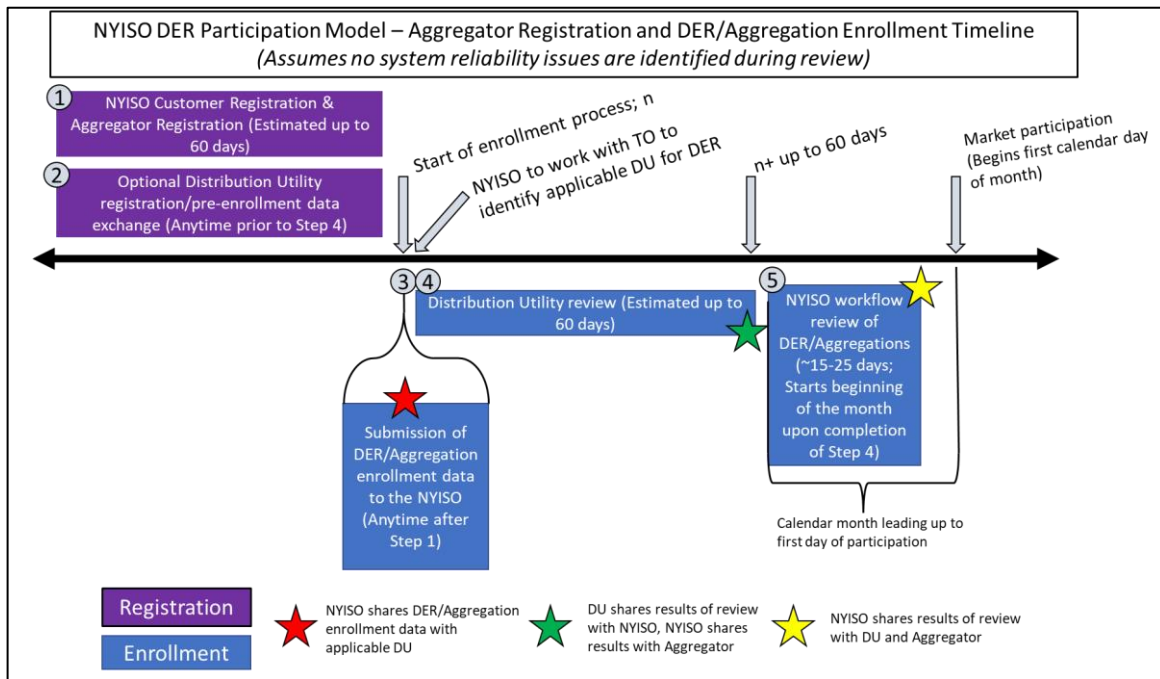 NYISO DER Participation Model – Aggregator Registration and DER/Aggregation Enrollment Timeline
(Assumes no system reliability issues are identified during review)
1
NYISO Customer Registration &
Aggregator Registration (Estimated up to
60 days)
2
Optional Distribution Utility
registration/pre-enrollment data
exchange (Anytime prior to Step 4)
Start of enrollment process; n
NYISO to work with TO to
identify applicable DU for DER
n+ up to 60 days
Market participation
(Begins first calendar day
of month)
3
4
Distribution Utility review (Estimated up to
60 days)
5
NYISO workflow
review of
DER/Aggregations
(~15-25 days;
Starts beginning
of the month
upon completion
of Step 4)
Submission of
DER/Aggregation
enrollment data
to the NYISO
(Anytime after
Step 1)
Calendar month leading up to
first day of participation
Registration
Enrollment
NYISO shares DER/Aggregation
enrollment data with
applicable DU
DU shares results of review
with NYISO, NYISO shares
results with Aggregator
NYISO shares results of review
with DU and Aggregator